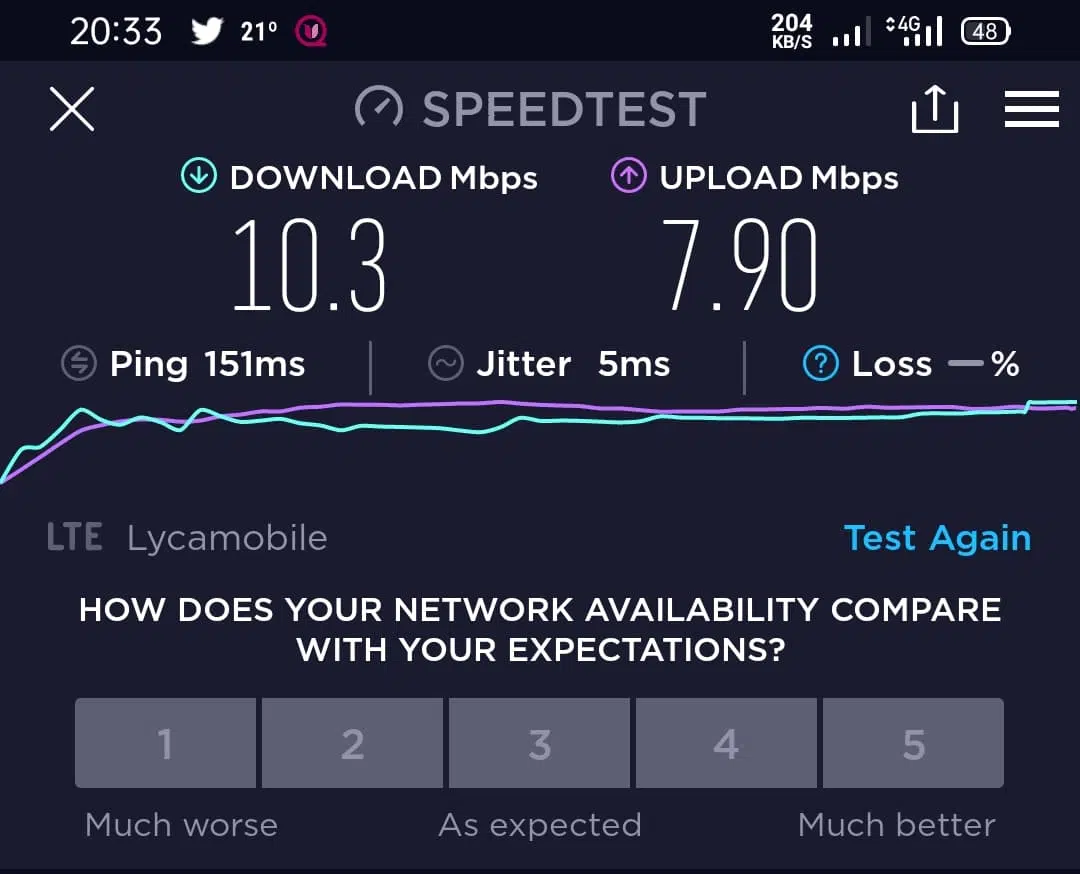 20:33 21° 204 KB/S 4G 48
SPEEDTEST
DOWNLOAD Mbps UPLOAD Mbps
10.3 7.90
Ping 151ms Jitter 5ms ? Loss — %
LTE Lycamobile Test Again
HOW DOES YOUR NETWORK AVAILABILITY COMPARE
WITH YOUR EXPECTATIONS?
1 2 3 4 5
Much worse As expected Much better